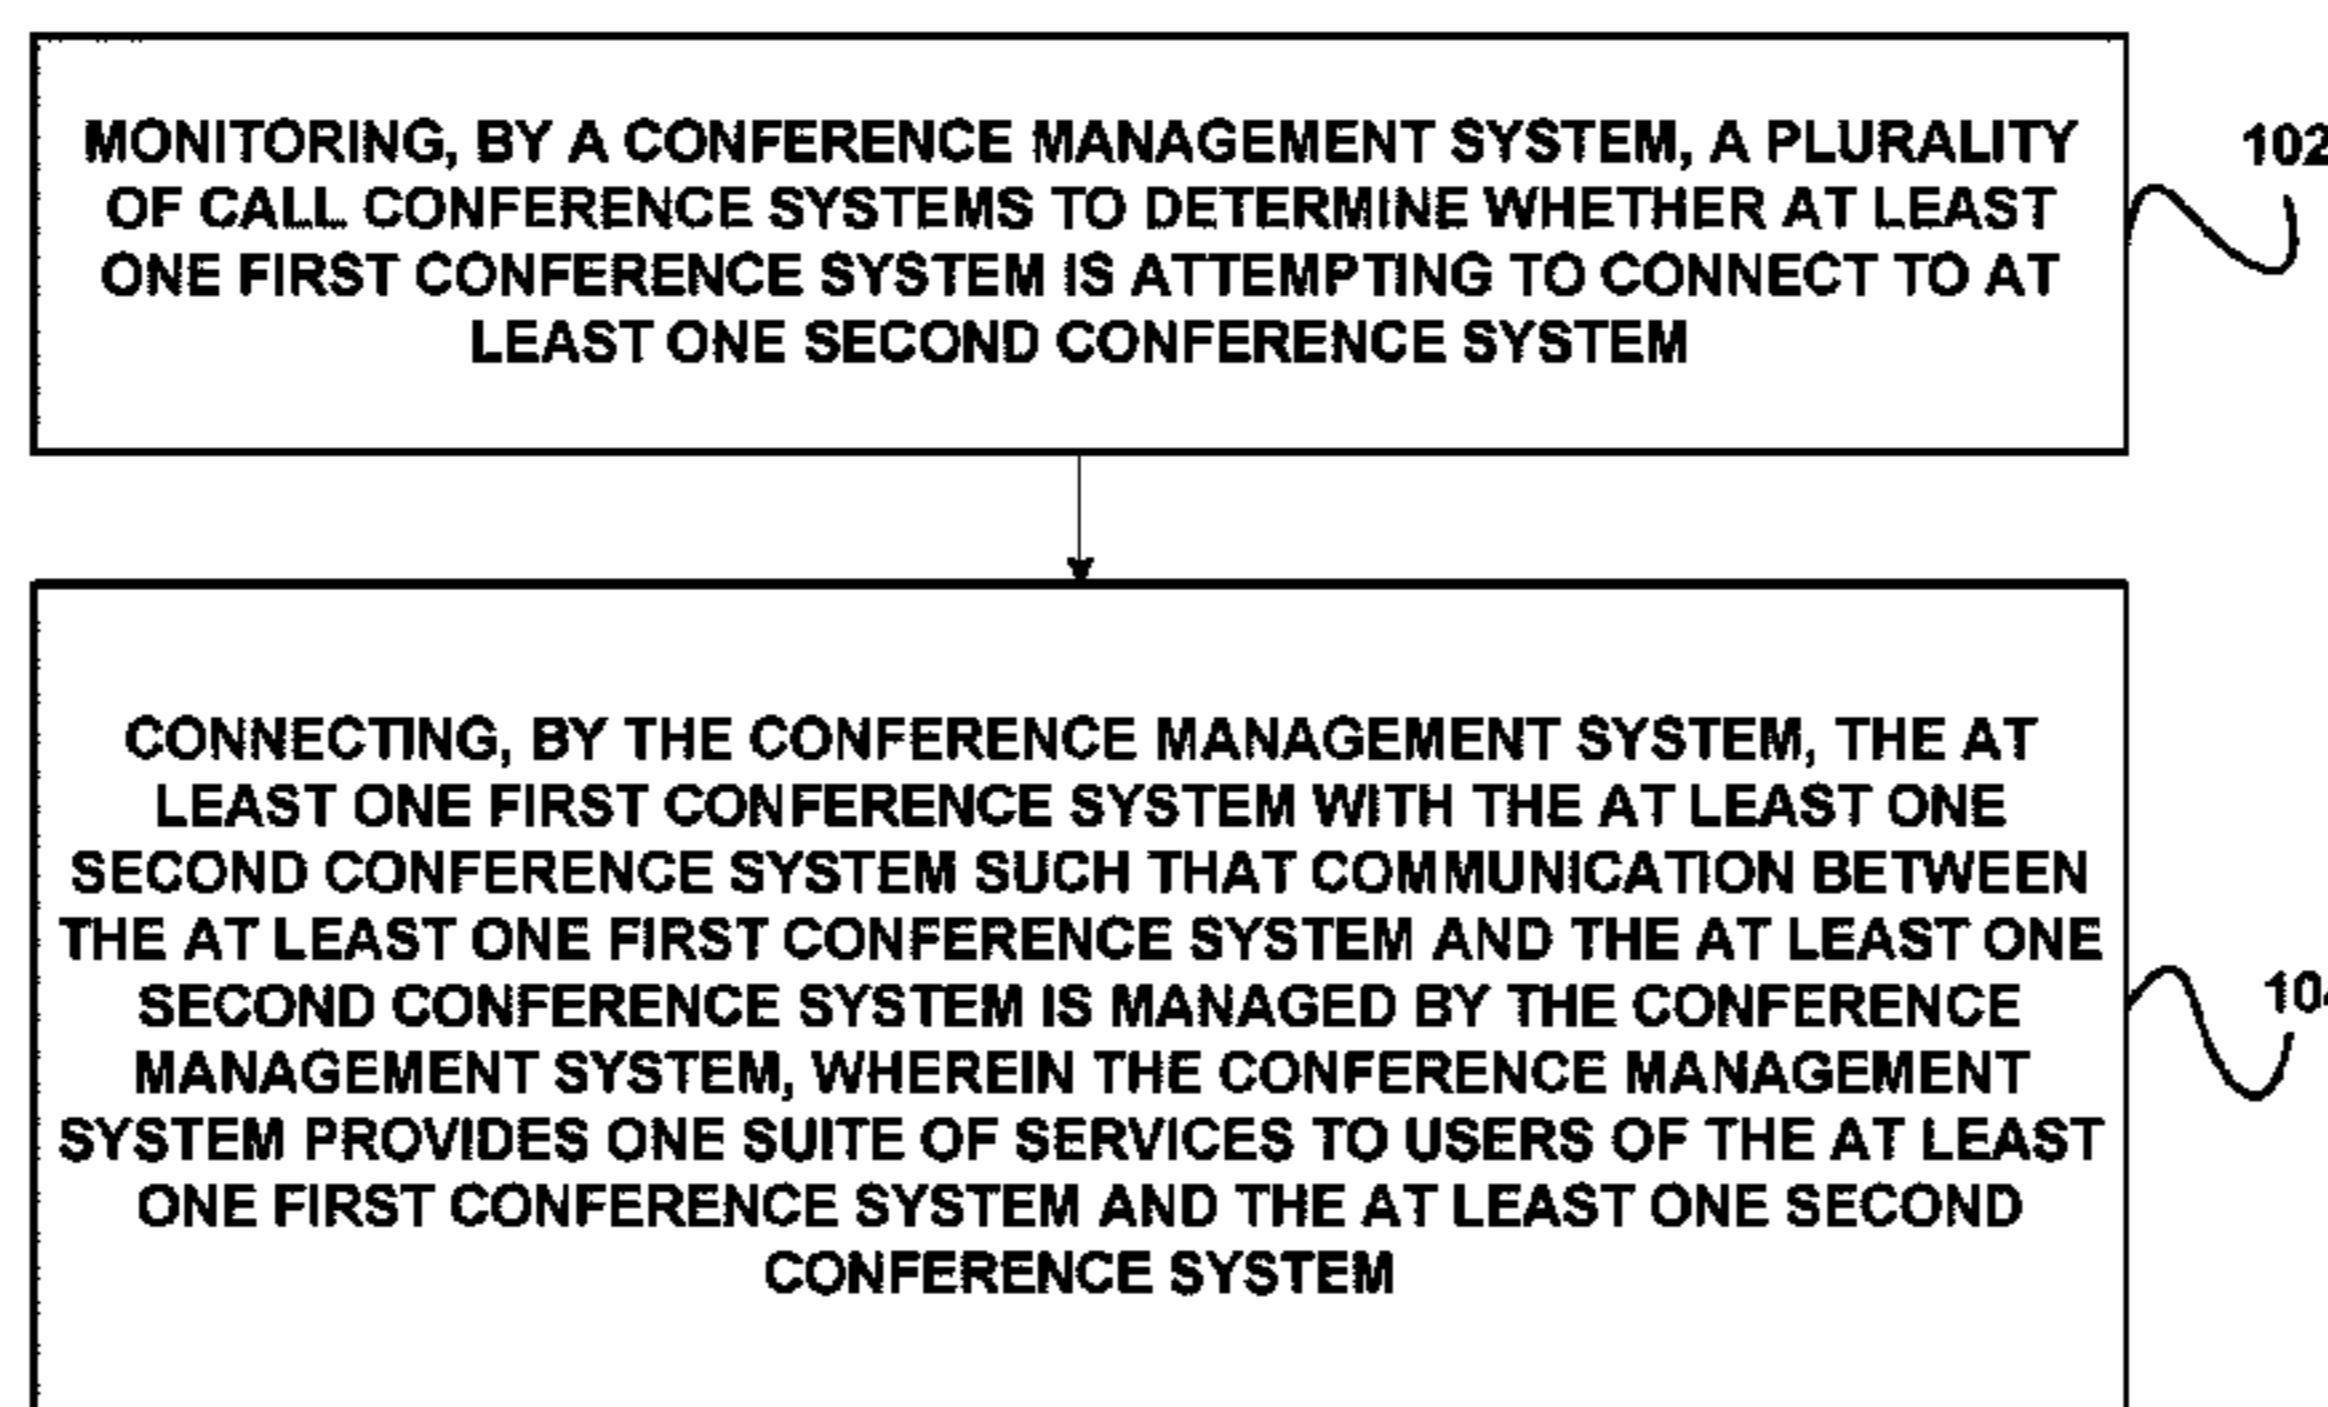 MONITORING, BY A CONFERENCE MANAGEMENT SYSTEM, A PLURALITY
OF CALL CONFERENCE SYSTEMS TO DETERMINE WHETHER AT LEAST
ONE FIRST CONFERENCE SYSTEM IS ATTEMPTING TO CONNECT TO AT
LEAST ONE SECOND CONFERENCE SYSTEM
102
CONNECTING, BY THE CONFERENCE MANAGEMENT SYSTEM, THE AT
LEAST ONE FIRST CONFERENCE SYSTEM WITH THE AT LEAST ONE
SECOND CONFERENCE SYSTEM SUCH THAT COMMUNICATION BETWEEN
THE AT LEAST ONE FIRST CONFERENCE SYSTEM AND THE AT LEAST ONE
SECOND CONFERENCE SYSTEM IS MANAGED BY THE CONFERENCE
MANAGEMENT SYSTEM, WHEREIN THE CONFERENCE MANAGEMENT
SYSTEM PROVIDES ONE SUITE OF SERVICES TO USERS OF THE AT LEAST
ONE FIRST CONFERENCE SYSTEM AND THE AT LEAST ONE SECOND
CONFERENCE SYSTEM
104